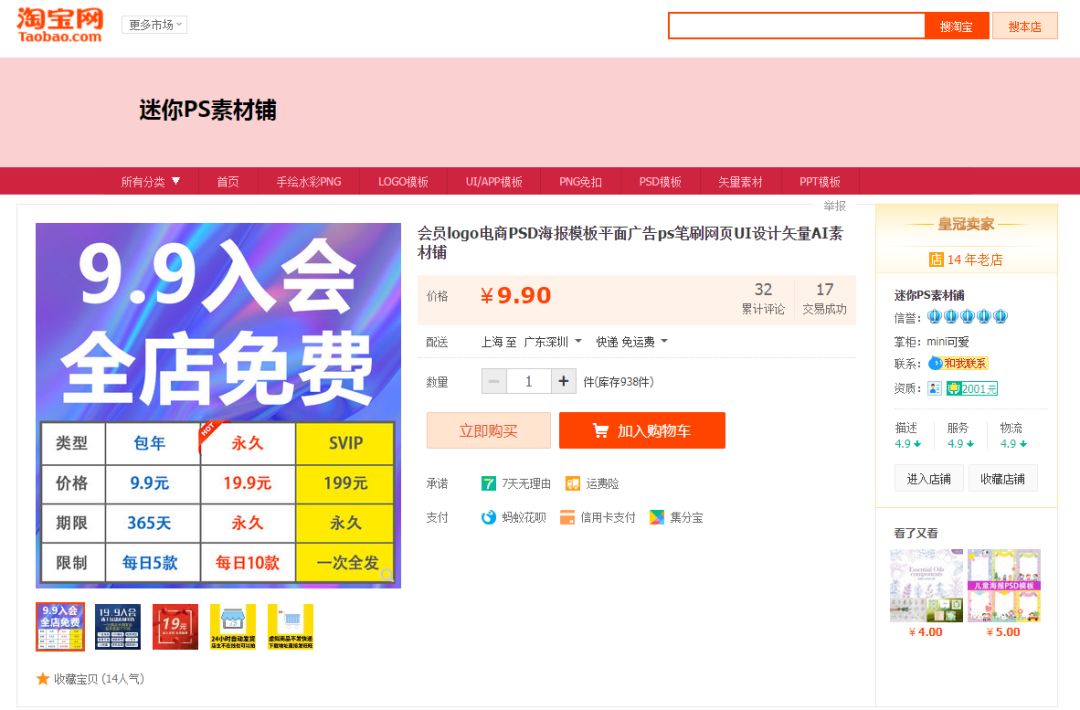 淘宝网
Taobao.com
更多市场
搜淘宝
搜本店
迷你PS素材铺
所有分类 ▼ 首页 手绘水彩PNG LOGO模板 UI/APP模板 PNG免扣 PSD模板 矢量素材 PPT模板
举报
9.9入会
全店免费
类型 包年 HOT 永久 SVIP
价格 9.9元 19.9元 199元
期限 365天 永久 永久
限制 每日5款 每日10款 一次全发
9.9入会
全店免费
19.9入会
19元
24小时自动发货
虚拟商品不发快递
收藏宝贝 (14人气)
会员logo电商PSD海报模板平面广告ps笔刷网页UI设计矢量AI素
材铺
价格 ¥9.90
32
累计评论
17
交易成功
配送 上海 至 广东深圳 快递 免运费
数量 1 件(库存938件)
立即购买
加入购物车
承诺 7天无理由 运费险
支付 蚂蚁花呗 信用卡支付 集分宝
皇冠卖家
店 14 年老店
迷你PS素材铺
信誉：
掌柜： mini可爱
联系： 和我联系
资质： 2001元
描述 服务 物流
4.9 4.9 4.9
进入店铺
收藏店铺
看了又看
Essential Oils
components
儿童海报PSD模板
¥4.00
¥5.00